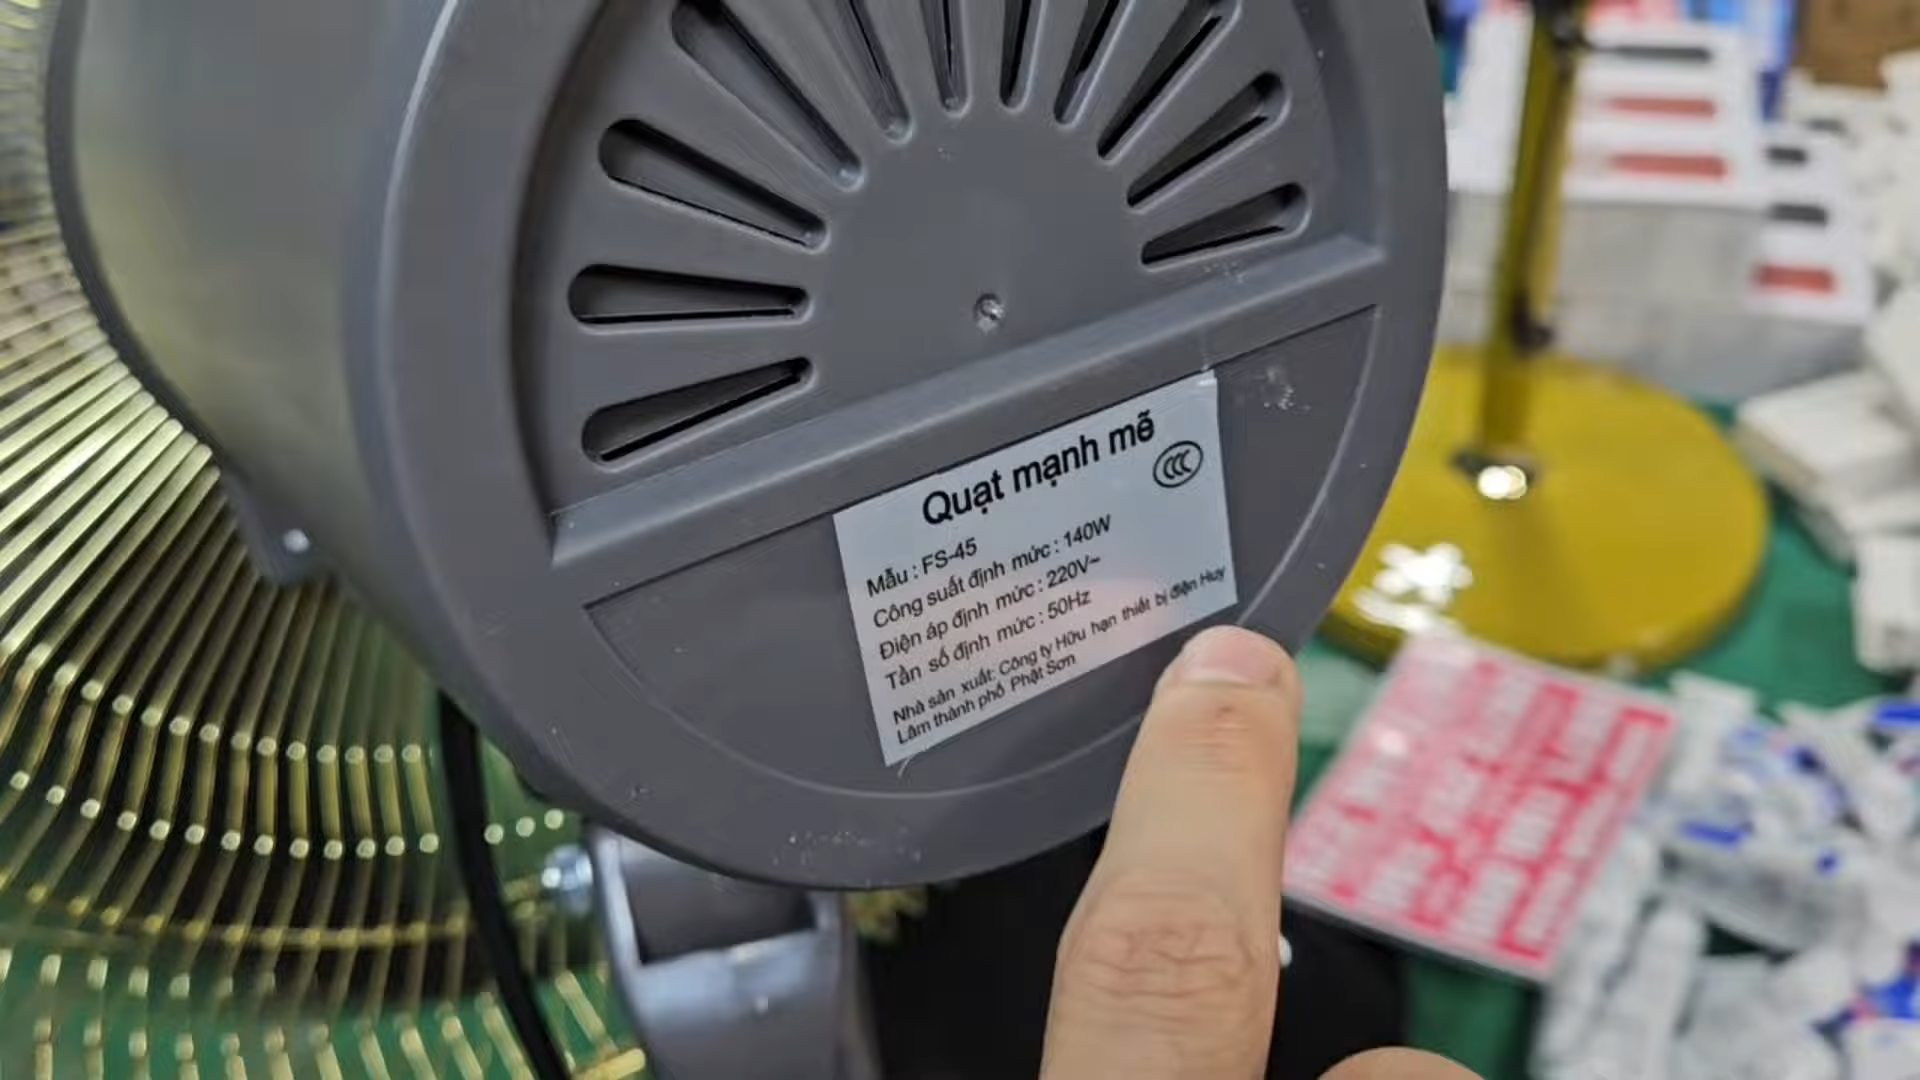 Quạt mạnh mẽ
CCC
Mẫu : FS-45
Công suất định mức : 140W
Điện áp định mức : 220V~
Tần số định mức : 50Hz
Nhà sản xuất: Công ty Hữu hạn thiết bị điện Huy
Lâm thành phố Phật Sơn